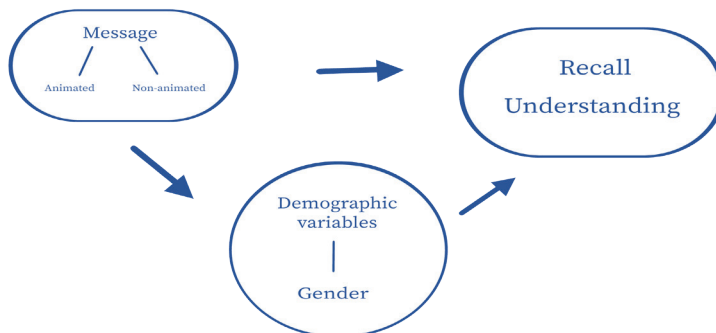 Message
Animated
Non-animated
Recall
Understanding
Demographic
variables
Gender